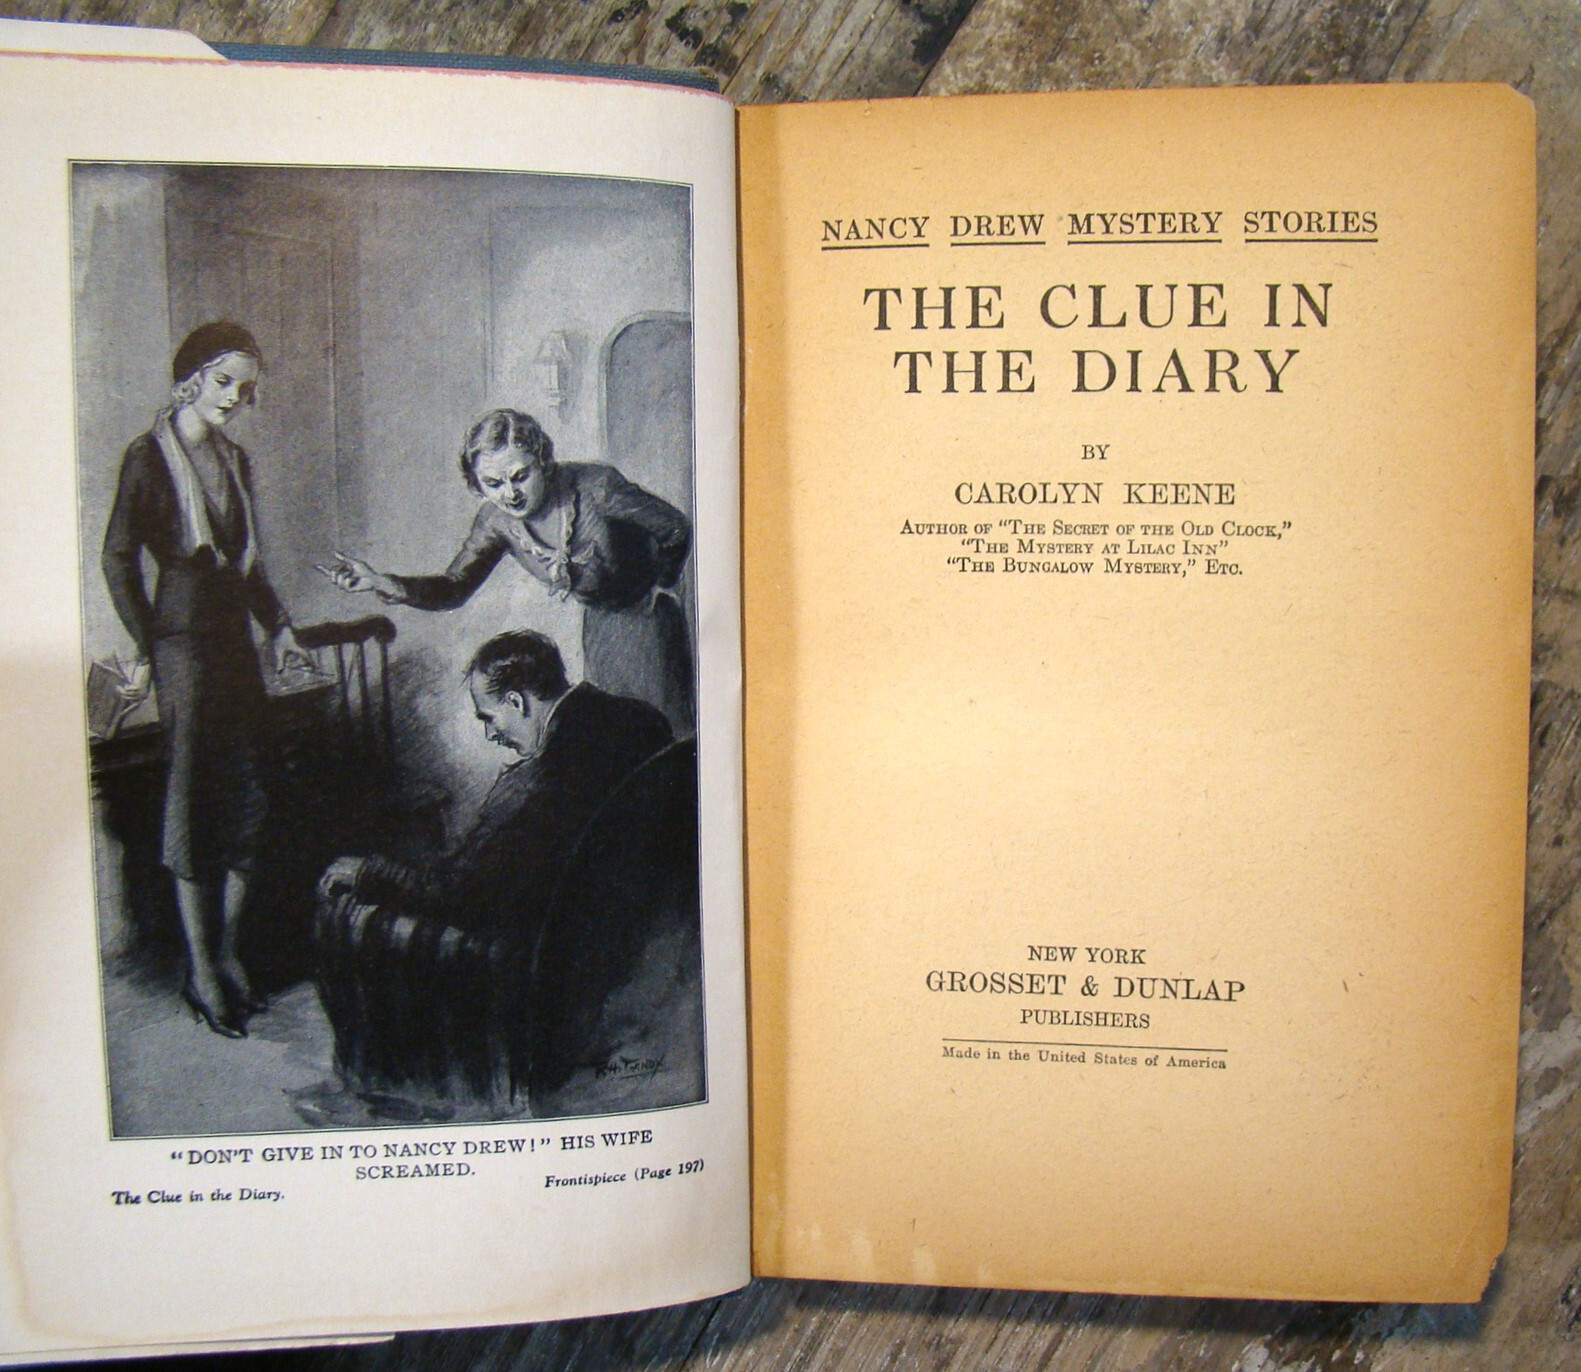 R.H. Tandy
"DON'T GIVE IN TO NANCY DREW!" HIS WIFE
SCREAMED.
The Clue in the Diary. Frontispiece (Page 197)
NANCY DREW MYSTERY STORIES
THE CLUE IN
THE DIARY
BY
CAROLYN KEENE
AUTHOR OF "THE SECRET OF THE OLD CLOCK,"
"THE MYSTERY AT LILAC INN"
"THE BUNGALOW MYSTERY," ETC.
NEW YORK
GROSSET & DUNLAP
PUBLISHERS
Made in the United States of America